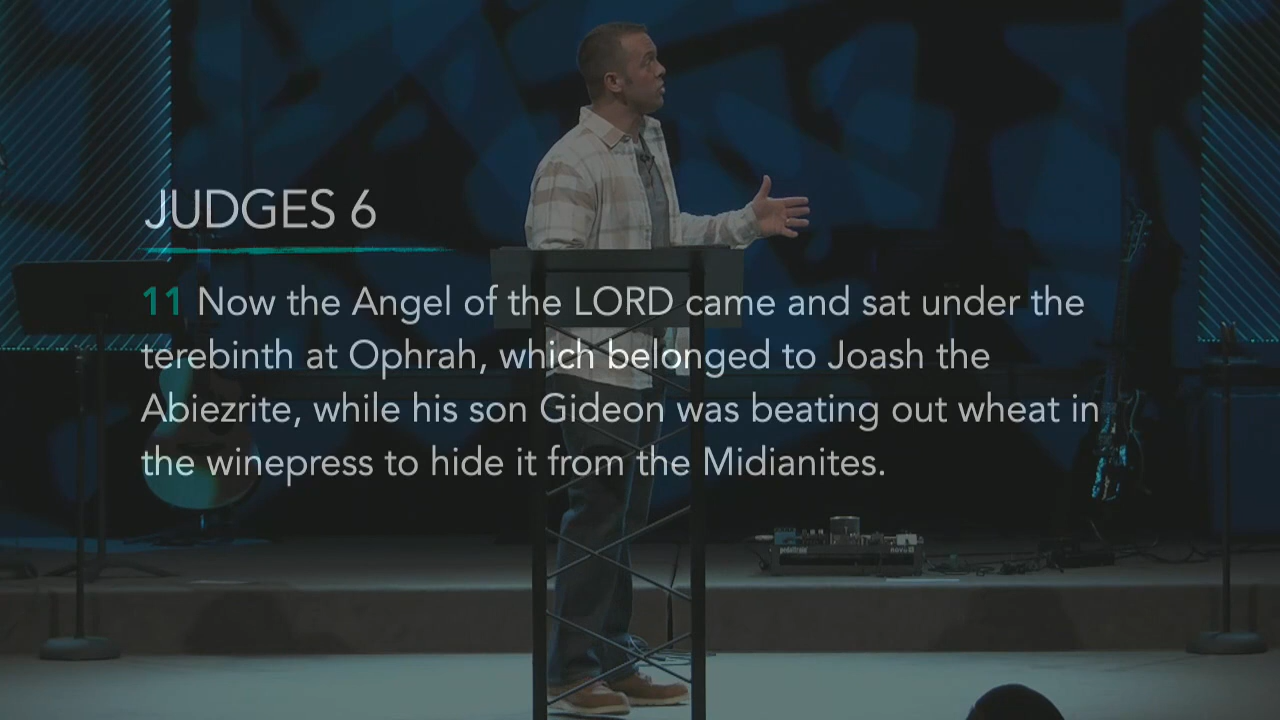 JUDGES 6
11 Now the Angel of the LORD came and sat under the
terebinth at Ophrah, which belonged to Joash the
Abiezrite, while his son Gideon was beating out wheat in
the winepress to hide it from the Midianites.